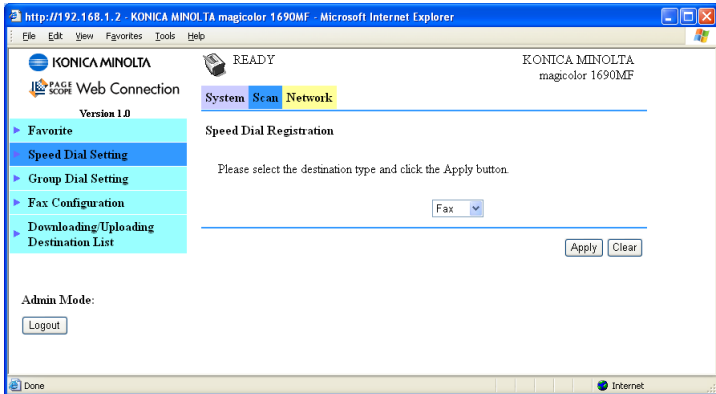 http://192.168.1.2 - KONICA MINOLTA magicolor 1690MF - Microsoft Internet Explorer
File Edit View Favorites Tools Help
KONICA MINOLTA
PAGE SCOPE Web Connection
Version 1.0
READY
KONICA MINOLTA
magicolor 1690MF
System Scan Network
Favorite
Speed Dial Setting
Group Dial Setting
Fax Configuration
Downloading/Uploading
Destination List
Admin Mode:
Logout
Speed Dial Registration
Please select the destination type and click the Apply button.
Fax
Apply Clear
Done
Internet